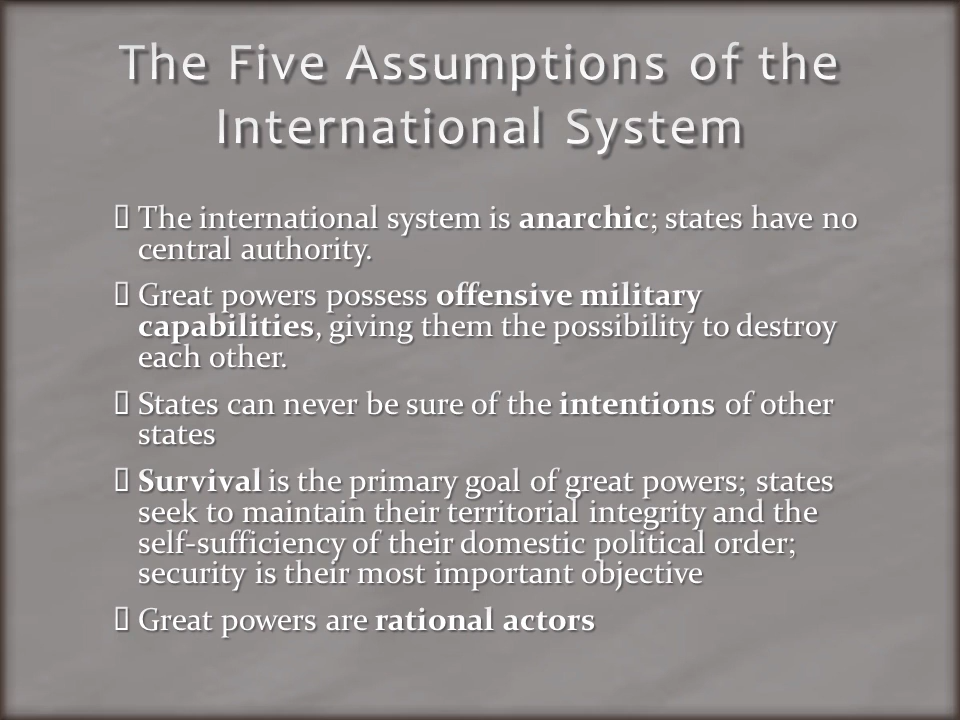 The Five Assumptions of the
International System
▯ The international system is anarchic; states have no
central authority.
▯ Great powers possess offensive military
capabilities, giving them the possibility to destroy
each other.
▯ States can never be sure of the intentions of other
states
▯ Survival is the primary goal of great powers; states
seek to maintain their territorial integrity and the
self-sufficiency of their domestic political order;
security is their most important objective
▯ Great powers are rational actors